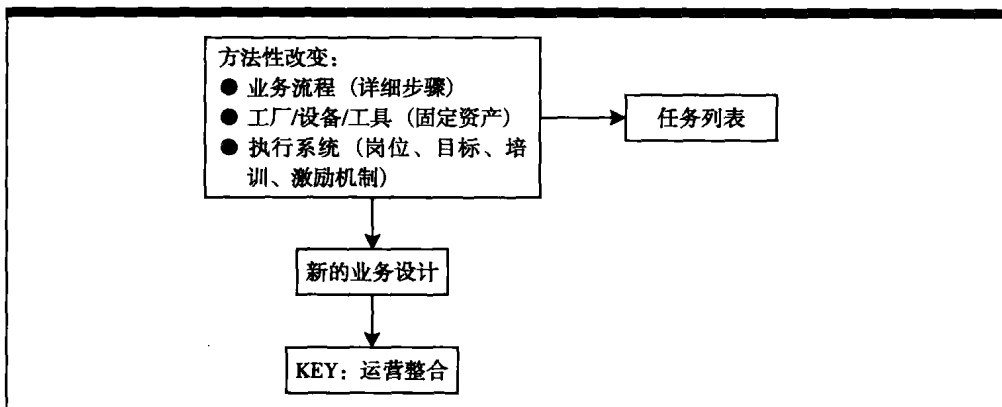 方法性改变：
● 业务流程（详细步骤）
● 工厂/设备/工具（固定资产）
● 执行系统（岗位、目标、培
训、激励机制）
任务列表
新的业务设计
KEY：运营整合